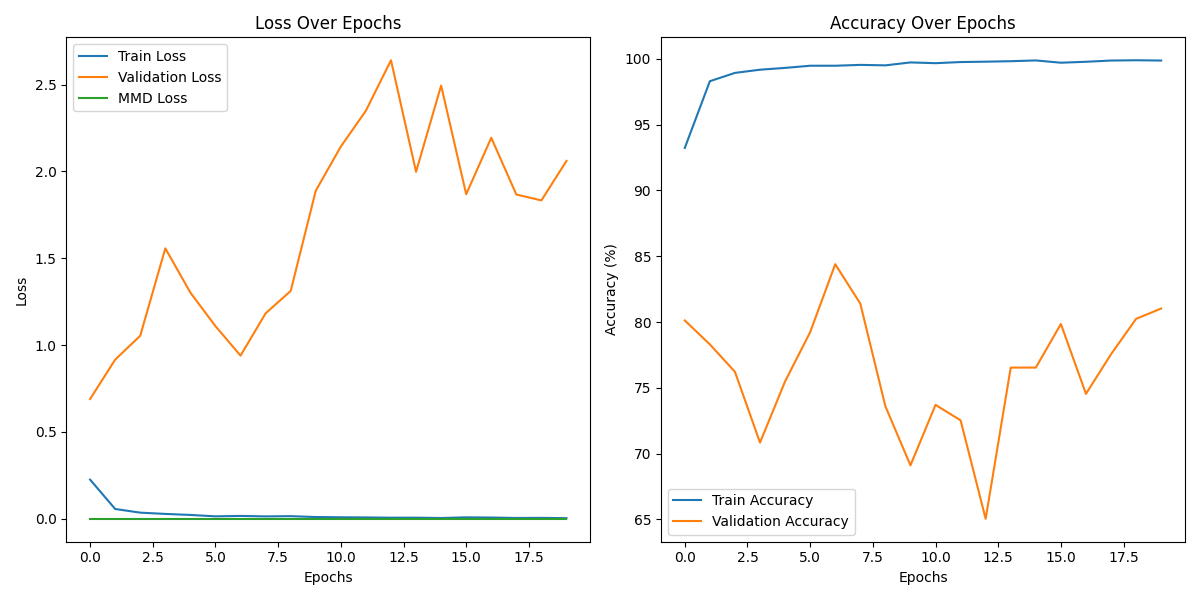 Loss Over Epochs
Train Loss
Validation Loss
MMD Loss
2.5
2.0
1.5
1.0
0.5
0.0
Loss
0.0 2.5 5.0 7.5 10.0 12.5 15.0 17.5
Epochs
Accuracy Over Epochs
100
95
90
85
80
75
70
65
Accuracy (%)
Train Accuracy
Validation Accuracy
0.0 2.5 5.0 7.5 10.0 12.5 15.0 17.5
Epochs